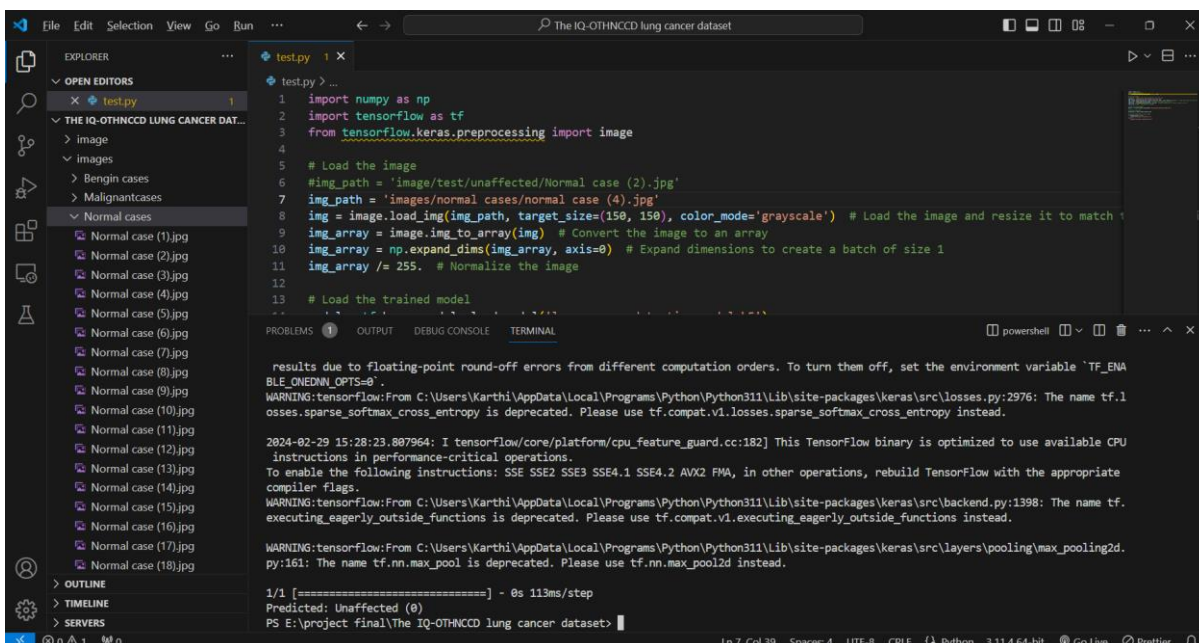 File Edit Selection View Go Run ... The IQ-OTHNCCD lung cancer dataset
EXPLORER ...
OPEN EDITORS
test.py 1
THE IQ-OTHNCCD LUNG CANCER DAT...
image
images
Bengin cases
Malignantcases
Normal cases
Normal case (1).jpg
Normal case (2).jpg
Normal case (3).jpg
Normal case (4).jpg
Normal case (5).jpg
Normal case (6).jpg
Normal case (7).jpg
Normal case (8).jpg
Normal case (9).jpg
Normal case (10).jpg
Normal case (11).jpg
Normal case (12).jpg
Normal case (13).jpg
Normal case (14).jpg
Normal case (15).jpg
Normal case (16).jpg
Normal case (17).jpg
Normal case (18).jpg
OUTLINE
TIMELINE
SERVERS
test.py 1
test.py > ...
1 import numpy as np
2 import tensorflow as tf
3 from tensorflow.keras.preprocessing import image
4
5 # Load the image
6 #img_path = 'image/test/unaffected/Normal case (2).jpg'
7 img_path = 'images/normal cases/normal case (4).jpg'
8 img = image.load_img(img_path, target_size=(150, 150), color_mode='grayscale') # Load the image and resize it to match
9 img_array = image.img_to_array(img) # Convert the image to an array
10 img_array = np.expand_dims(img_array, axis=0) # Expand dimensions to create a batch of size 1
11 img_array /= 255. # Normalize the image
12
13 # Load the trained model
PROBLEMS 1 OUTPUT DEBUG CONSOLE TERMINAL powershell
results due to floating-point round-off errors from different computation orders. To turn them off, set the environment variable `TF_ENA
BLE_ONEDNN_OPTS=0`.
WARNING:tensorflow:From C:\Users\Karthi\AppData\Local\Programs\Python\Python311\Lib\site-packages\keras\src\losses.py:2976: The name tf.l
osses.sparse_softmax_cross_entropy is deprecated. Please use tf.compat.v1.losses.sparse_softmax_cross_entropy instead.
2024-02-29 15:28:23.807964: I tensorflow/core/platform/cpu_feature_guard.cc:182] This TensorFlow binary is optimized to use available CPU
instructions in performance-critical operations.
To enable the following instructions: SSE SSE2 SSE3 SSE4.1 SSE4.2 AVX2 FMA, in other operations, rebuild TensorFlow with the appropriate
compiler flags.
WARNING:tensorflow:From C:\Users\Karthi\AppData\Local\Programs\Python\Python311\Lib\site-packages\keras\src\backend.py:1398: The name tf.
executing_eagerly_outside_functions is deprecated. Please use tf.compat.v1.executing_eagerly_outside_functions instead.
WARNING:tensorflow:From C:\Users\Karthi\AppData\Local\Programs\Python\Python311\Lib\site-packages\keras\src\layers\pooling\max_pooling2d.
py:161: The name tf.nn.max_pool is deprecated. Please use tf.nn.max_pool2d instead.
1/1 [==============================] - 0s 113ms/step
Predicted: Unaffected (0)
PS E:\project final\The IQ-OTHNCCD lung cancer dataset>
0 1 0 Ln 7, Col 39 Spaces: 4 UTF-8 CRLF Python 3.11.4 64-bit Go Live Prettier